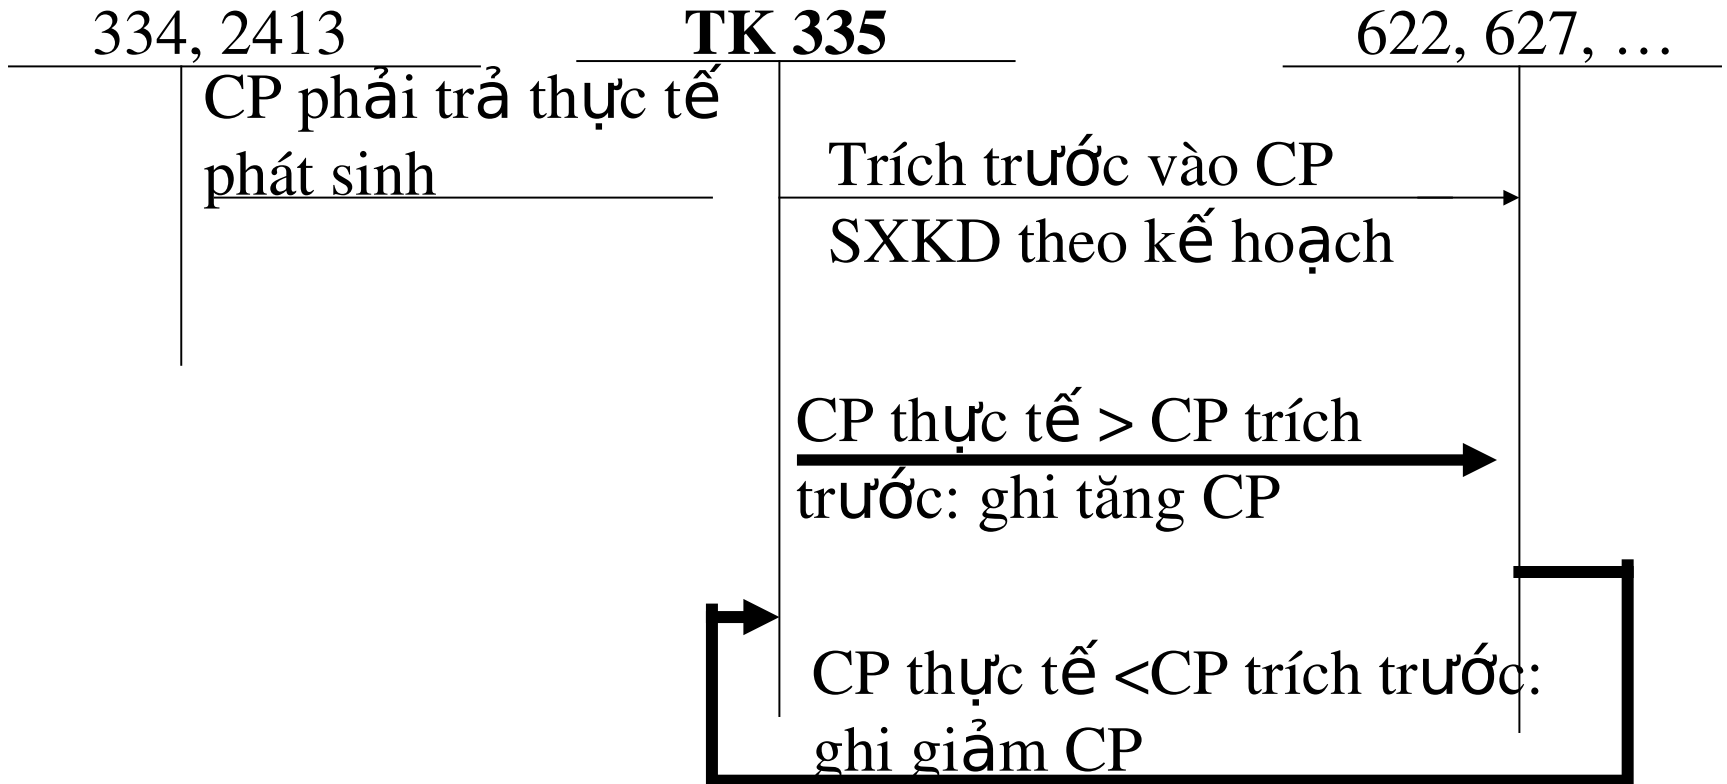 334, 2413
TK 335
622, 627, …
CP phải trả thực tế
phát sinh
Trích trước vào CP
SXKD theo kế hoạch
CP thực tế > CP trích
trước: ghi tăng CP
CP thực tế <CP trích trước:
ghi giảm CP